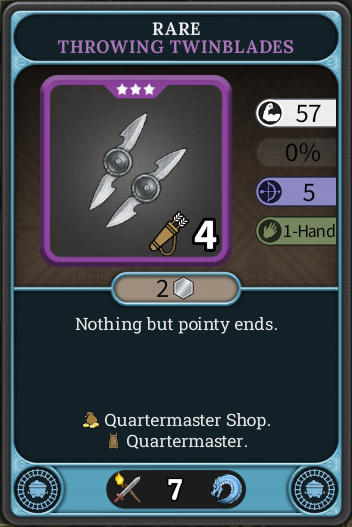 RARE
THROWING TWINBLADES
57
0%
5
1-Hand
4
2
Nothing but pointy ends.
Quartermaster Shop.
Quartermaster.
7